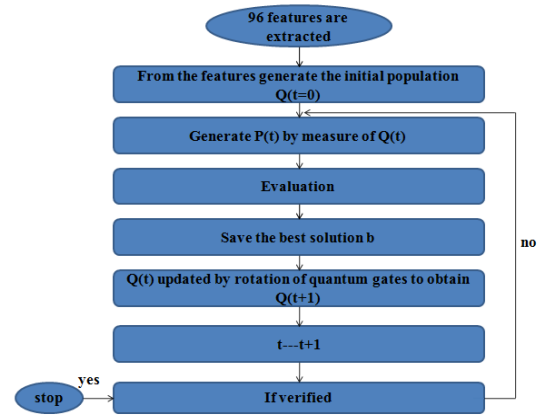 96 features are
extracted
From the features generate the initial population
Q(t=0)
Generate P(t) by measure of Q(t)
Evaluation
Save the best solution b
no
Q(t) updated by rotation of quantum gates to obtain
Q(t+1)
t---t+1
yes
stop
If verified